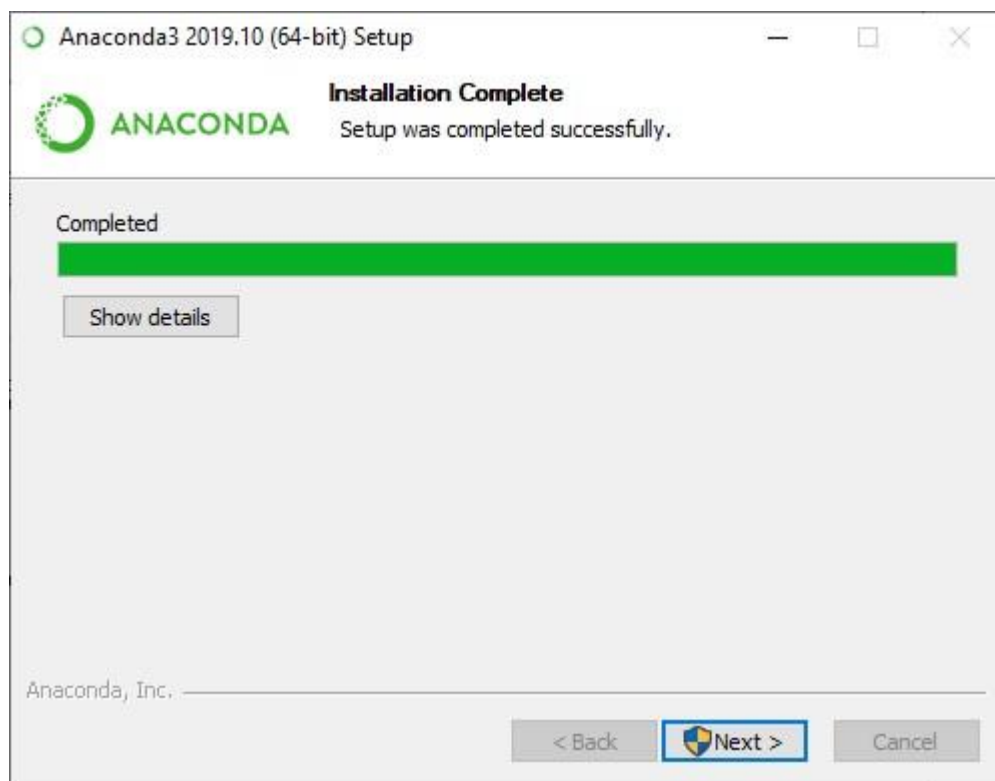 Anaconda3 2019.10 (64-bit) Setup
ANACONDA
Installation Complete
Setup was completed successfully.
Completed
Show details
Anaconda, Inc.
< Back Next > Cancel